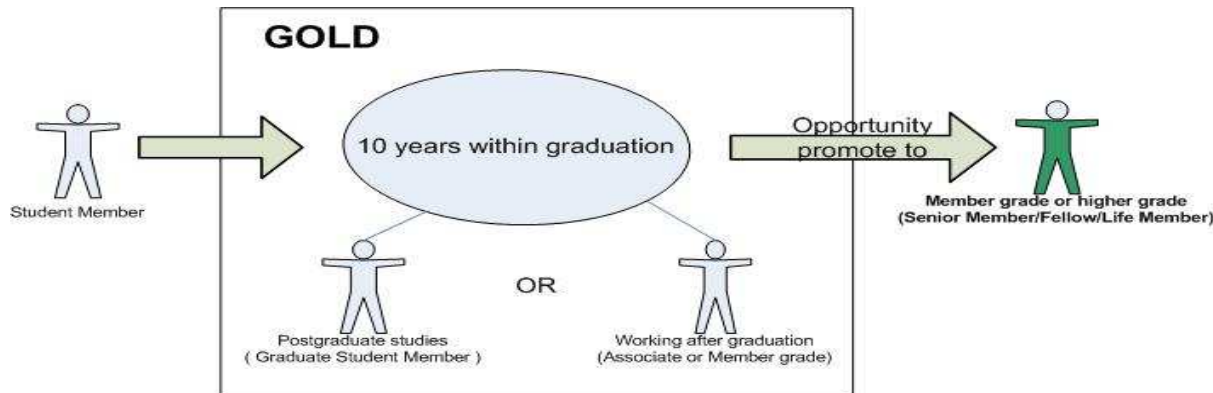 GOLD
Student Member
10 years within graduation
Opportunity
promote to
Member grade or higher grade
(Senior Member/Fellow/Life Member)
OR
Postgraduate studies
( Graduate Student Member )
Working after graduation
(Associate or Member grade)